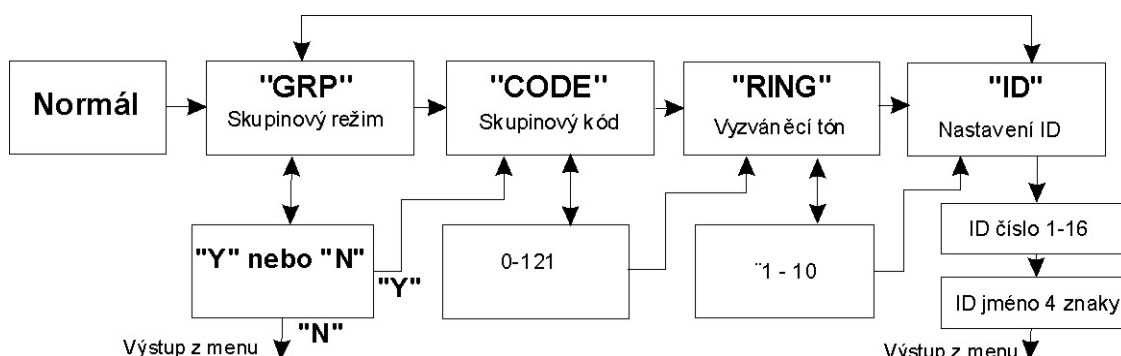 Normál
"GRP"
Skupinový režim
"CODE"
Skupinový kód
"RING"
Vyzváněcí tón
"ID"
Nastavení ID
"Y" nebo "N"
"Y"
"N"
Výstup z menu
0-121
¨1 - 10
ID číslo 1-16
ID jméno 4 znaky
Výstup z menu